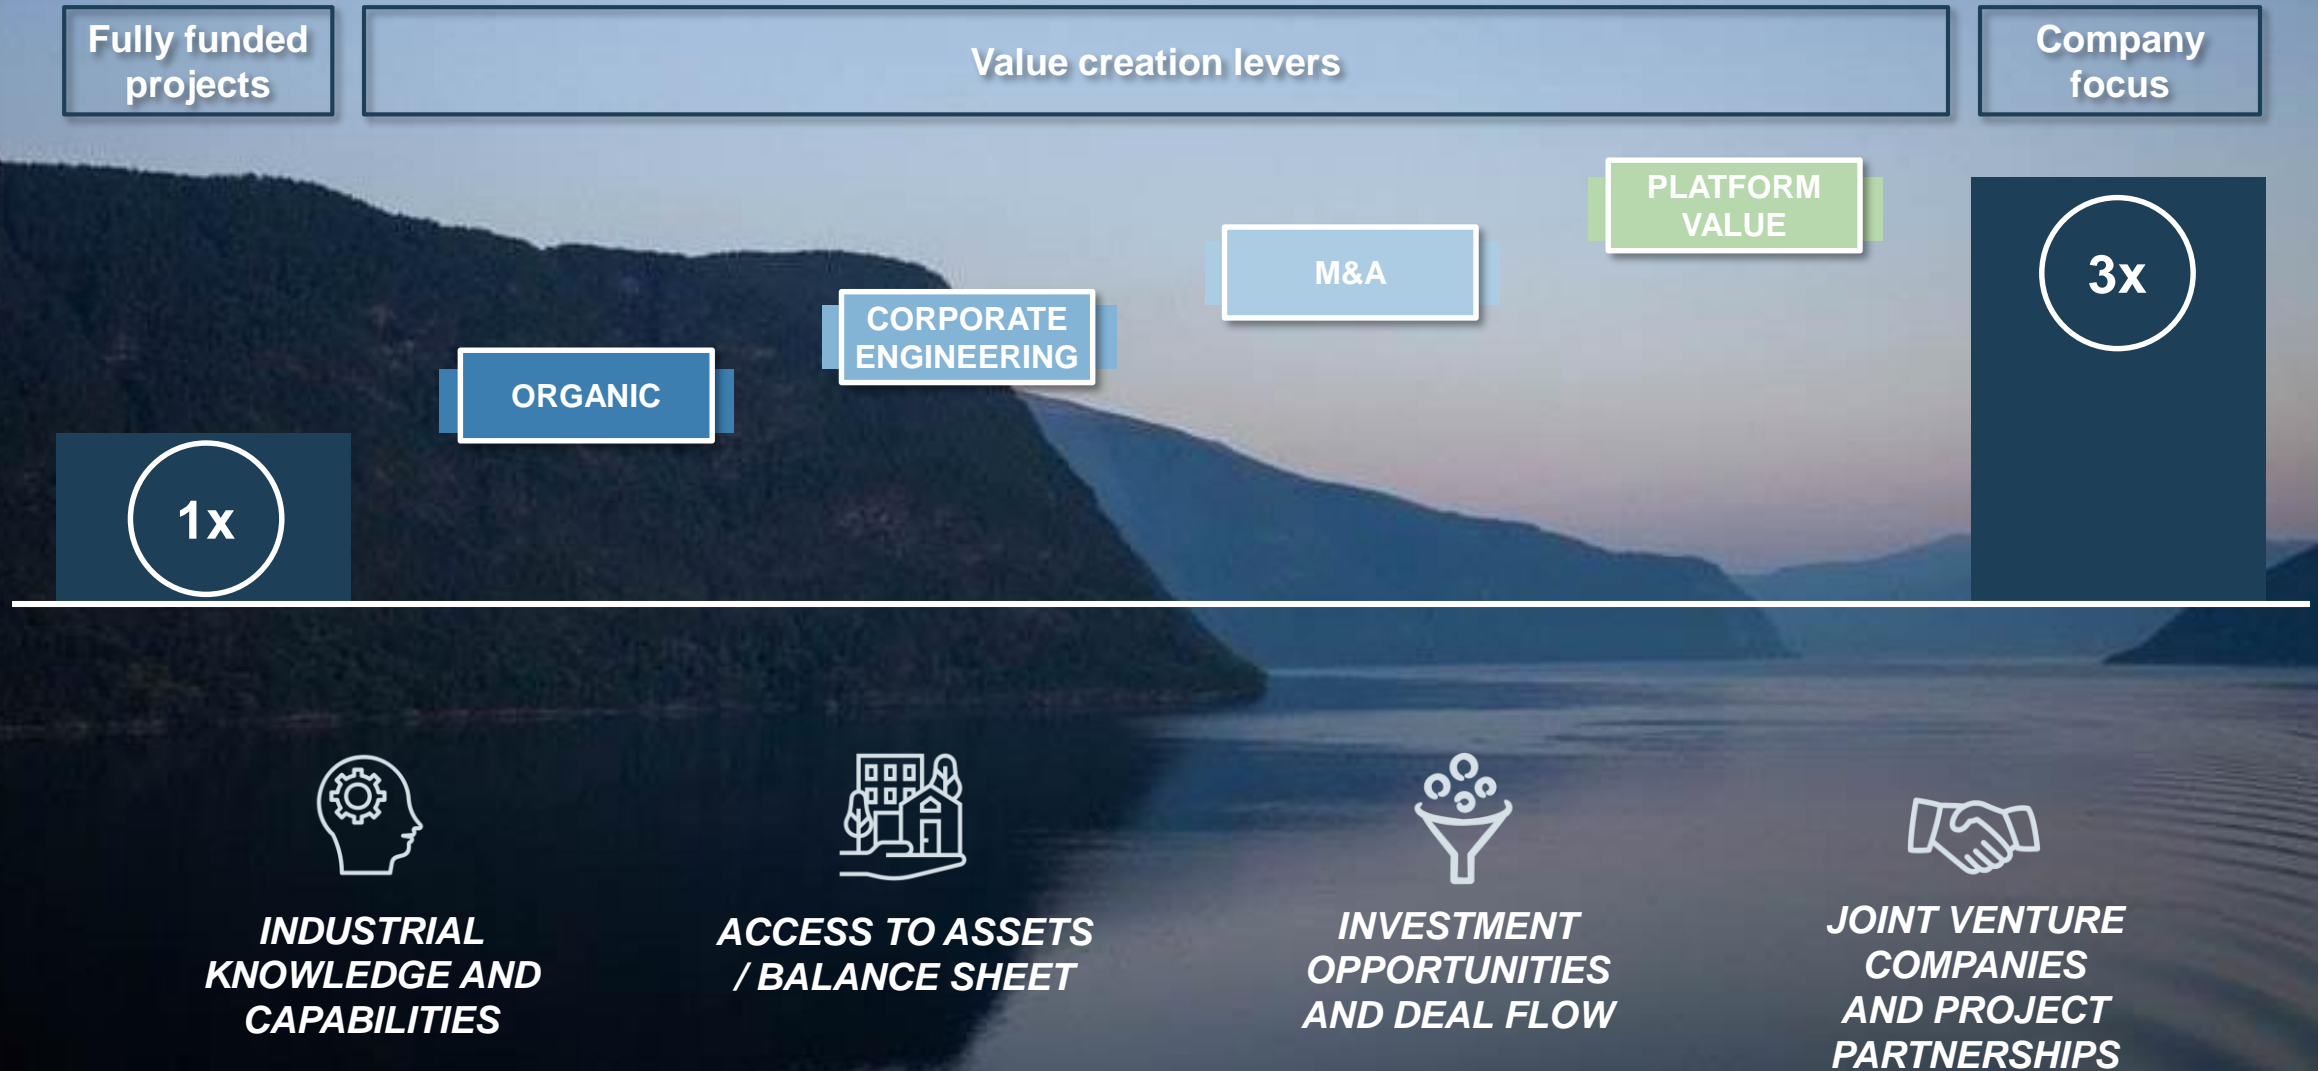 Fully funded
projects
Value creation levers
Company
focus
PLATFORM
VALUE
M&A
CORPORATE
ENGINEERING
ORGANIC
1x
3x
INDUSTRIAL
KNOWLEDGE AND
CAPABILITIES
ACCESS TO ASSETS
/ BALANCE SHEET
INVESTMENT
OPPORTUNITIES
AND DEAL FLOW
JOINT VENTURE
COMPANIES
AND PROJECT
PARTNERSHIPS